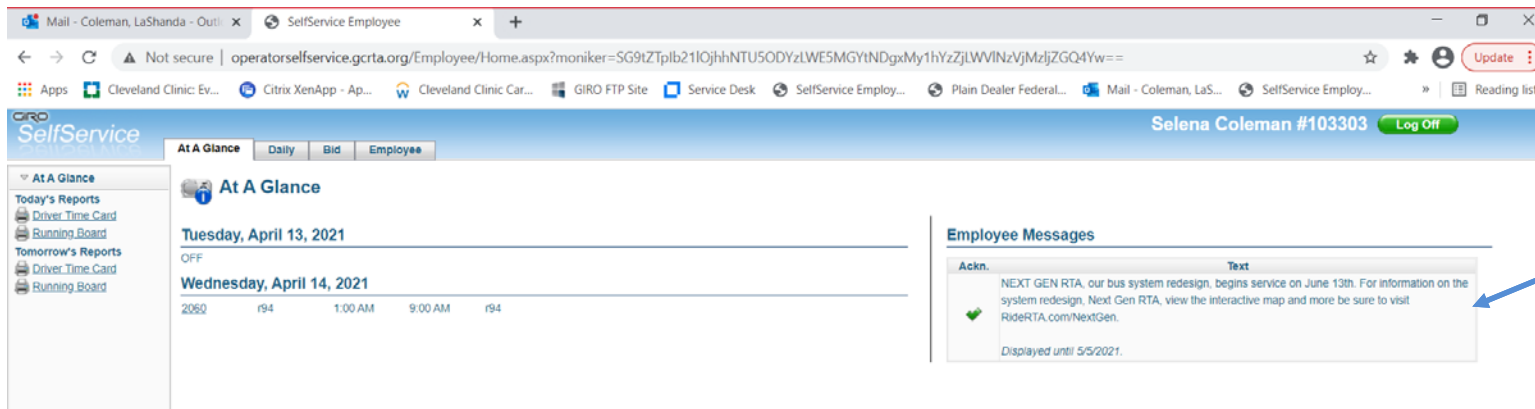 Mail - Coleman, LaShanda - Outl
SelfService Employee
Not secure | operatorselfservice.gcrta.org/Employee/Home.aspx?moniker=SG9tZTpIb21lOjhhNTU5ODYzLWE5MGYtNDgxMy1hYzZjLWVlNzVjMzljZGQ4Yw==
Update
Apps
Cleveland Clinic: Ev...
Citrix XenApp - Ap...
Cleveland Clinic Car...
GIRO FTP Site
Service Desk
SelfService Employ...
Plain Dealer Federal...
Mail - Coleman, LaS...
SelfService Employ...
»
Reading list
GIRO
SelfService
Selena Coleman #103303
Log Off
At A Glance
Daily
Bid
Employee
At A Glance
Today's Reports
Driver Time Card
Running Board
Tomorrow's Reports
Driver Time Card
Running Board
At A Glance
Tuesday, April 13, 2021
OFF
Wednesday, April 14, 2021
2060 r94 1:00 AM 9:00 AM r94
Employee Messages
Ackn. Text
NEXT GEN RTA, our bus system redesign, begins service on June 13th. For information on the
system redesign, Next Gen RTA, view the interactive map and more be sure to visit
RideRTA.com/NextGen.
Displayed until 5/5/2021.